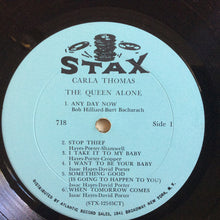 STAX
CARLA THOMAS
THE QUEEN ALONE
1. ANY DAY NOW
Bob Hilliard-Burt Bacharach
718
Side 1
2. STOP THIEF
Hayes-Porter-Shamwell
3. I TAKE IT TO MY BABY
Hayes-Porter-Cropper
4. I WANT TO BE YOUR BABY
Isaac Hayes-David Porter
5. SOMETHING GOOD
(IS GOING TO HAPPEN TO YOU)
Isaac Hayes-David Porter
6. WHEN TOMORROW COMES
Isaac Hayes-David Porter
(STX-12545CT)
DIST. BY ATLANTIC RECORD SALES, 1841 BROADWAY, NEW YORK, N.Y.